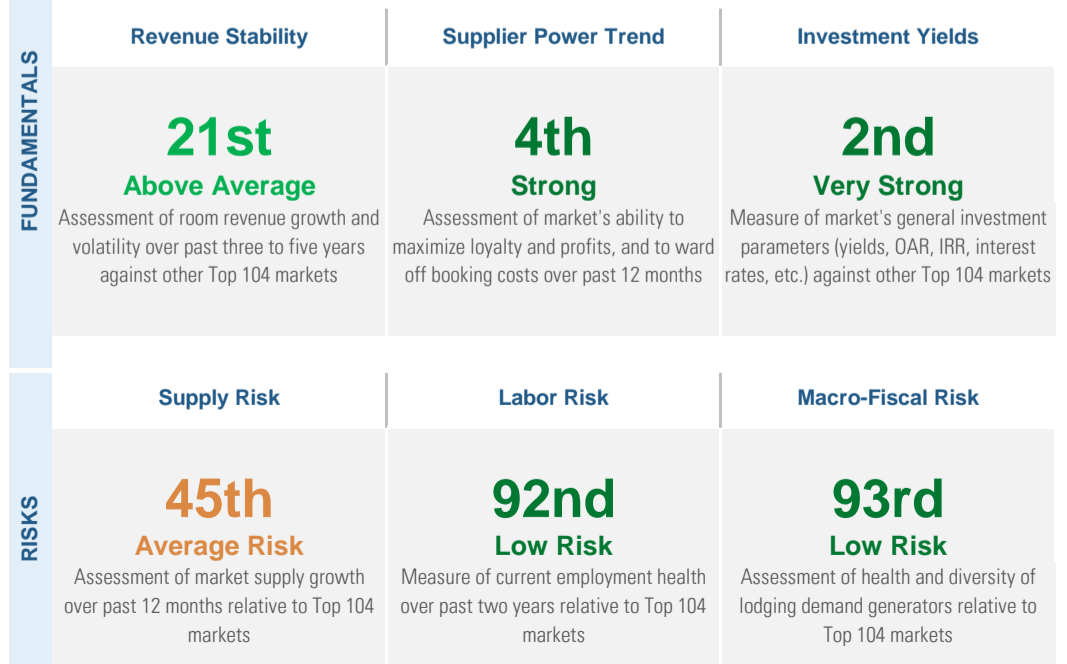 FUNDAMENTALS
Revenue Stability
21st
Above Average
Assessment of room revenue growth and
volatility over past three to five years
against other Top 104 markets
Supplier Power Trend
4th
Strong
Assessment of market's ability to
maximize loyalty and profits, and to ward
off booking costs over past 12 months
Investment Yields
2nd
Very Strong
Measure of market's general investment
parameters (yields, OAR, IRR, interest
rates, etc.) against other Top 104 markets
RISKS
Supply Risk
45th
Average Risk
Assessment of market supply growth
over past 12 months relative to Top 104
markets
Labor Risk
92nd
Low Risk
Measure of current employment health
over past two years relative to Top 104
markets
Macro-Fiscal Risk
93rd
Low Risk
Assessment of health and diversity of
lodging demand generators relative to
Top 104 markets